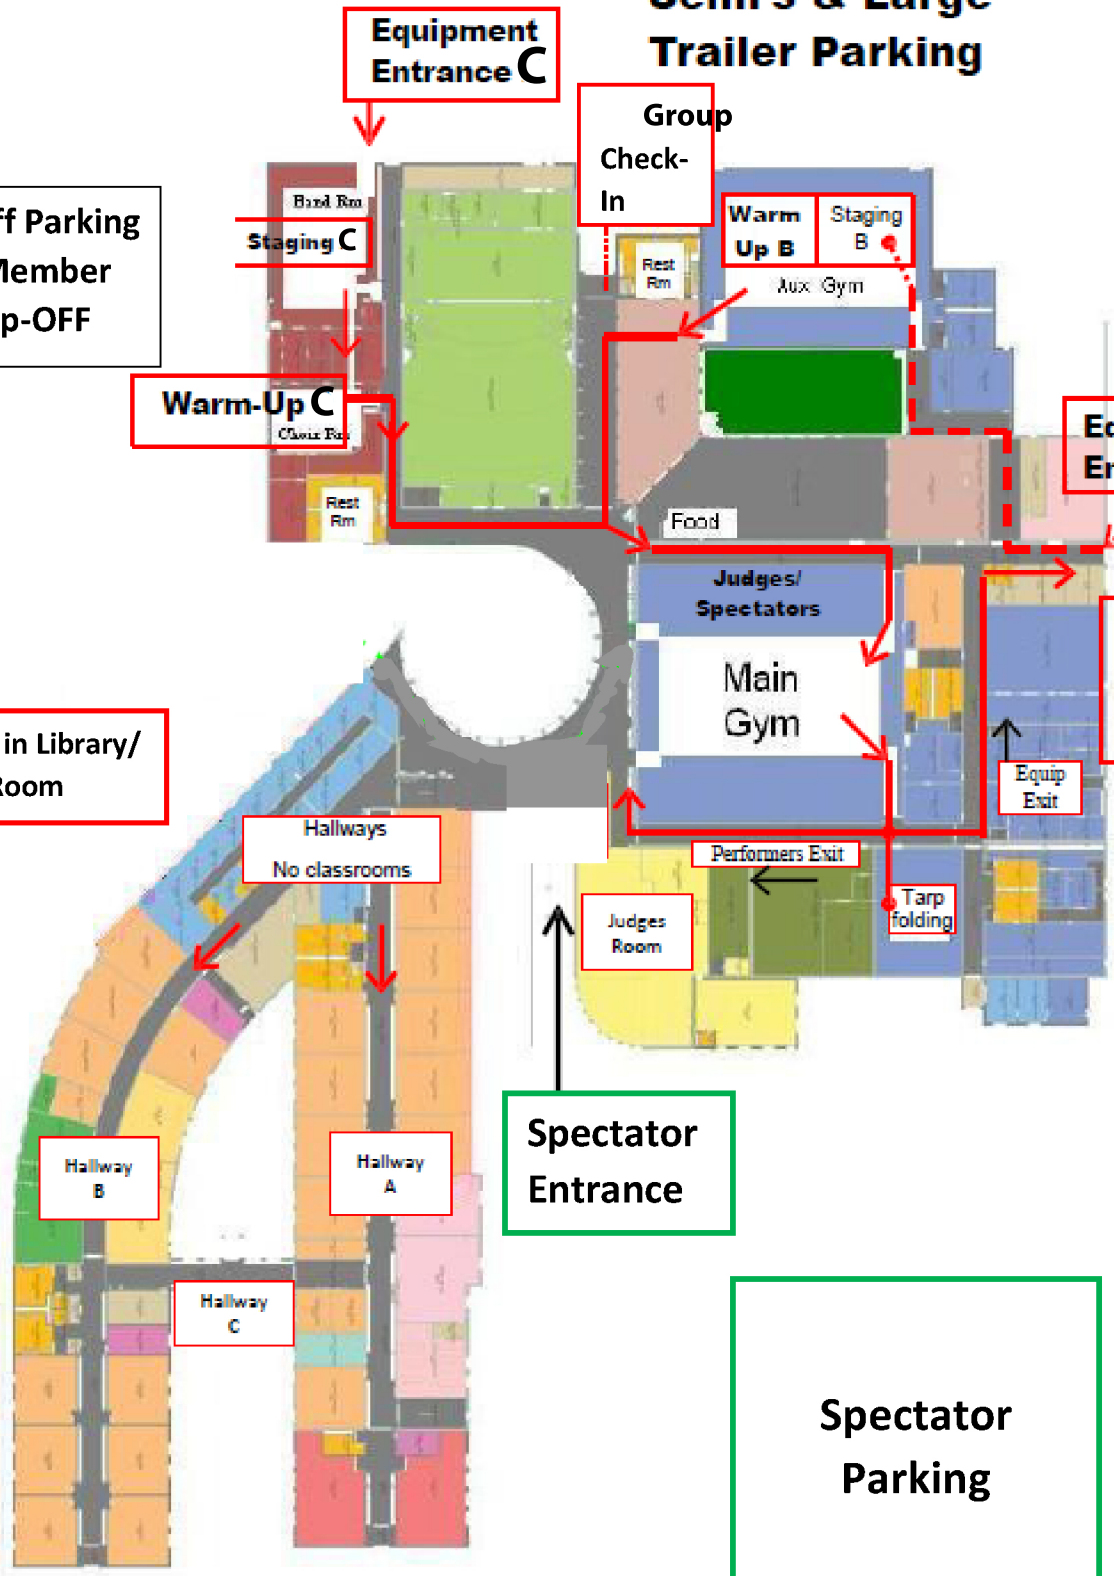 Semi's & Large
Trailer Parking
Equipment
Entrance C
Group
Check-
In
ff Parking
Member
p-OFF
Band Rm
Staging C
Warm
Up B
Staging
B
Rest
Rm
Aux Gym
Warm-Up C
Choir Rm
Rest
Rm
Food
Judges/
Spectators
Main
Gym
in Library/
Room
Equip
Exit
Hallways
No classrooms
Performers Exit
Judges
Room
Tarp
folding
Spectator
Entrance
Hallway
B
Hallway
A
Hallway
C
Spectator
Parking